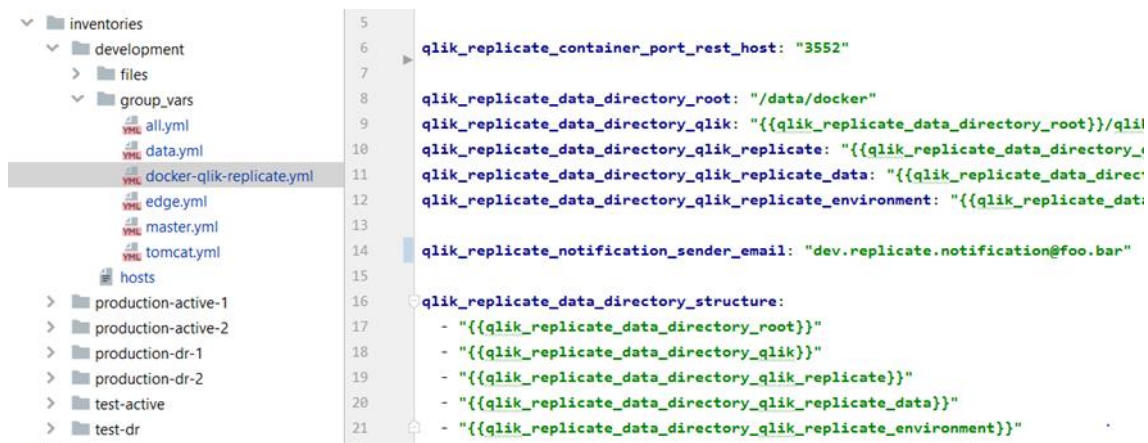 inventories
development
files
group_vars
all.yml
data.yml
docker-qlik-replicate.yml
edge.yml
master.yml
tomcat.yml
hosts
production-active-1
production-active-2
production-dr-1
production-dr-2
test-active
test-dr
5
6 qlik_replicate_container_port_rest_host: "3552"
7
8 qlik_replicate_data_directory_root: "/data/docker"
9 qlik_replicate_data_directory_qlik: "{{qlik_replicate_data_directory_root}}/qlik
10 qlik_replicate_data_directory_qlik_replicate: "{{qlik_replicate_data_directory_
11 qlik_replicate_data_directory_qlik_replicate_data: "{{qlik_replicate_data_direct
12 qlik_replicate_data_directory_qlik_replicate_environment: "{{qlik_replicate_data
13
14 qlik_replicate_notification_sender_email: "dev.replicate.notification@foo.bar"
15
16 qlik_replicate_data_directory_structure:
17 - "{{qlik_replicate_data_directory_root}}"
18 - "{{qlik_replicate_data_directory_qlik}}"
19 - "{{qlik_replicate_data_directory_qlik_replicate}}"
20 - "{{qlik_replicate_data_directory_qlik_replicate_data}}"
21 - "{{qlik_replicate_data_directory_qlik_replicate_environment}}"